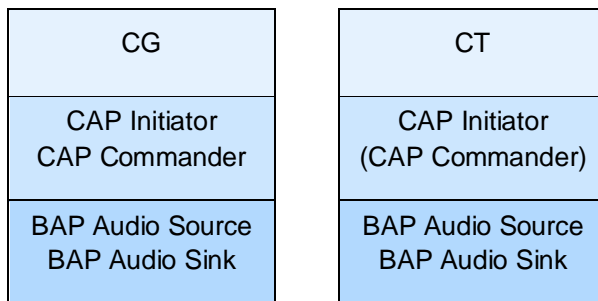 CG
CAP Initiator
CAP Commander
BAP Audio Source
BAP Audio Sink
CT
CAP Initiator
(CAP Commander)
BAP Audio Source
BAP Audio Sink